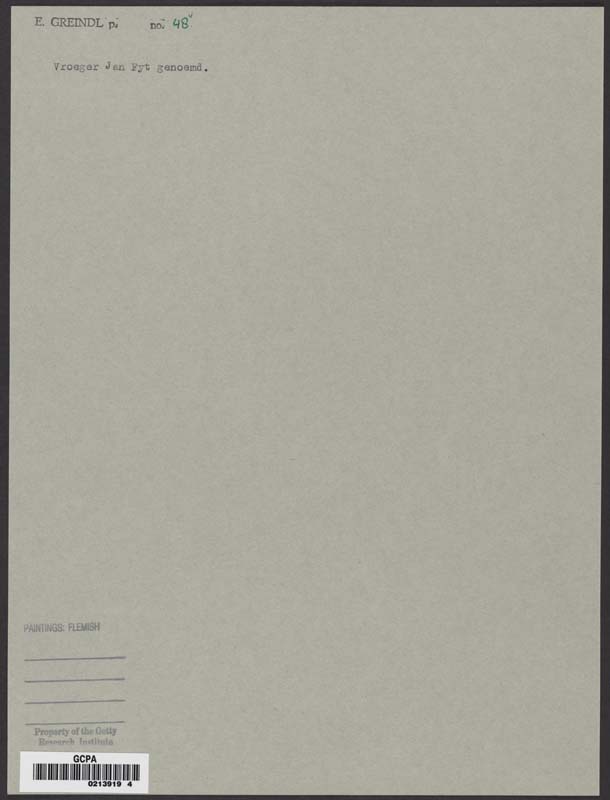 E. GREINDL p. no. 48
Vroeger Jan Fyt genoemd.
PAINTINGS: FLEMISH
Property of the Getty
Research Institute
GCPA
0213919 4